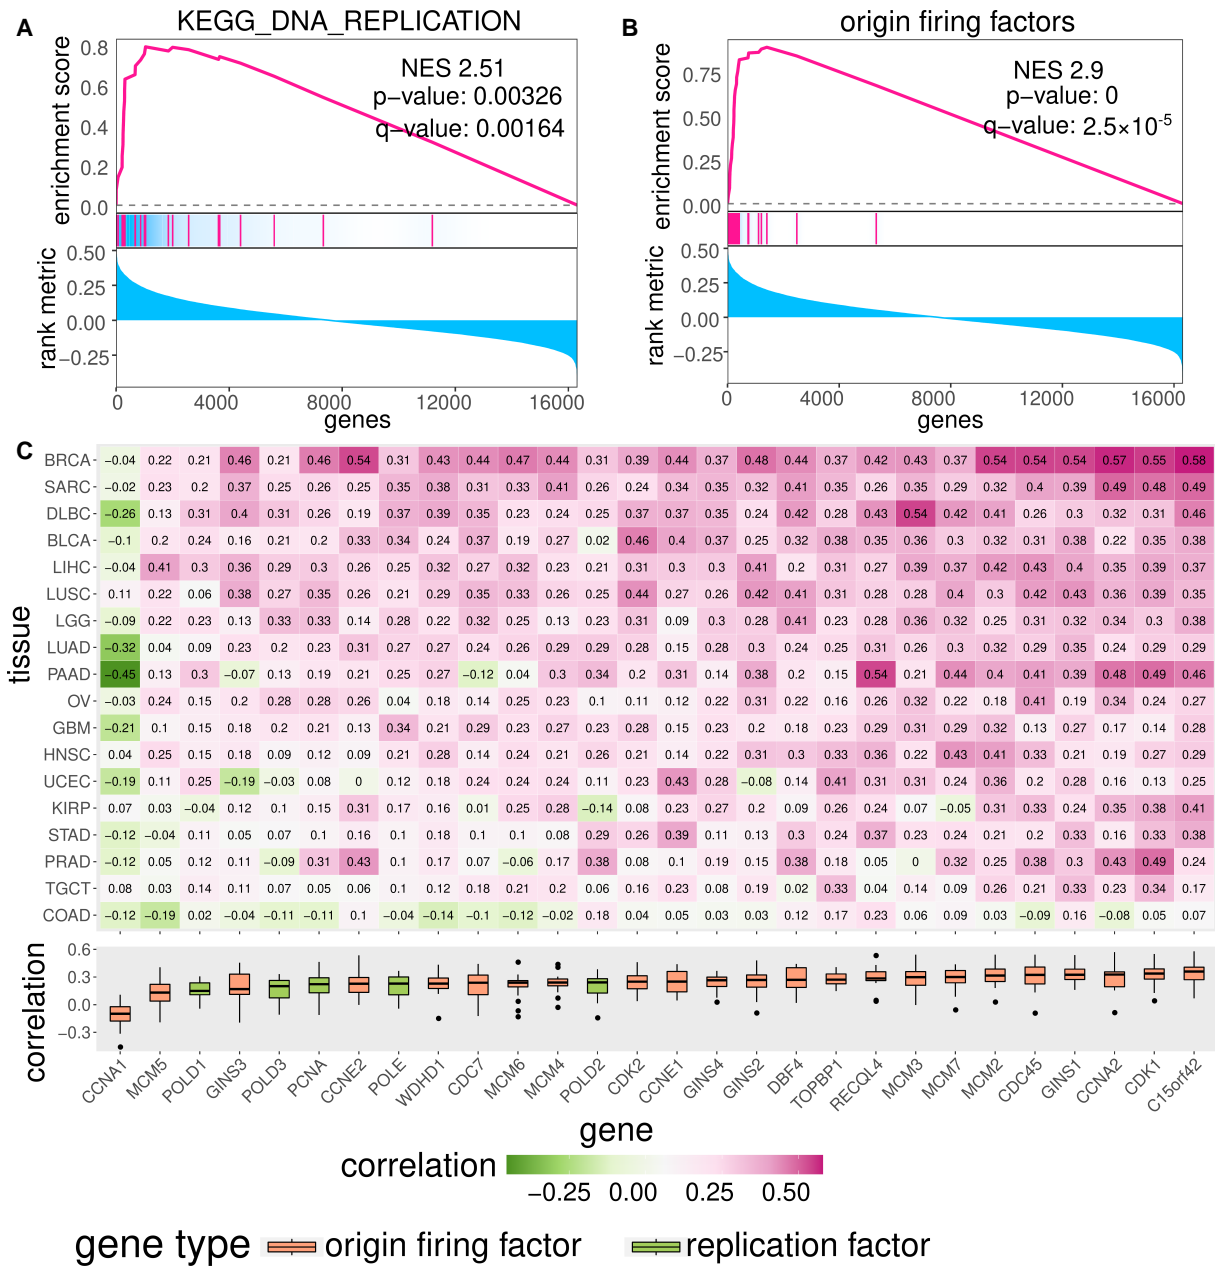 A
KEGG_DNA_REPLICATION
enrichment score
0.8
0.6
0.4
0.2
0.0
NES 2.51
p−value: 0.00326
q−value: 0.00164
rank metric
0.50
0.25
0.00
−0.25
0 4000 8000 12000 16000
genes
B
origin firing factors
enrichment score
0.75
0.50
0.25
0.00
NES 2.9
p−value: 0
q−value: 2.5×10-5
rank metric
0.50
0.25
0.00
−0.25
0 4000 8000 12000 16000
genes
C
tissue
BRCA −0.04 0.22 0.21 0.46 0.21 0.46 0.54 0.31 0.43 0.44 0.47 0.44 0.31 0.39 0.44 0.37 0.48 0.44 0.37 0.42 0.43 0.37 0.54 0.54 0.54 0.57 0.55 0.58
SARC −0.02 0.23 0.2 0.37 0.25 0.26 0.25 0.35 0.38 0.31 0.33 0.41 0.26 0.24 0.34 0.35 0.32 0.41 0.35 0.26 0.35 0.29 0.32 0.4 0.39 0.49 0.48 0.49
DLBC −0.26 0.13 0.31 0.4 0.31 0.26 0.19 0.37 0.39 0.35 0.23 0.24 0.25 0.37 0.37 0.35 0.24 0.42 0.28 0.43 0.54 0.42 0.41 0.26 0.3 0.32 0.31 0.46
BLCA −0.1 0.2 0.24 0.16 0.21 0.2 0.33 0.34 0.24 0.37 0.19 0.27 0.02 0.46 0.4 0.37 0.25 0.32 0.38 0.35 0.36 0.3 0.32 0.31 0.38 0.22 0.35 0.38
LIHC −0.04 0.41 0.3 0.36 0.29 0.3 0.26 0.25 0.32 0.27 0.32 0.23 0.21 0.31 0.3 0.3 0.41 0.2 0.31 0.27 0.39 0.37 0.42 0.43 0.4 0.35 0.39 0.37
LUSC 0.11 0.22 0.06 0.38 0.27 0.35 0.26 0.21 0.29 0.35 0.33 0.26 0.25 0.44 0.27 0.26 0.42 0.41 0.31 0.28 0.28 0.4 0.3 0.42 0.43 0.36 0.39 0.35
LGG −0.09 0.22 0.23 0.13 0.33 0.33 0.14 0.28 0.22 0.32 0.25 0.13 0.23 0.31 0.09 0.3 0.28 0.41 0.23 0.28 0.36 0.32 0.25 0.31 0.32 0.34 0.3 0.38
LUAD −0.32 0.04 0.09 0.23 0.2 0.23 0.31 0.27 0.27 0.24 0.26 0.29 0.29 0.28 0.15 0.28 0.3 0.24 0.25 0.31 0.26 0.3 0.32 0.29 0.35 0.24 0.29 0.29
PAAD −0.45 0.13 0.3 −0.07 0.13 0.19 0.21 0.25 0.27 −0.12 0.04 0.3 0.34 0.2 0.31 0.14 0.38 0.2 0.15 0.54 0.21 0.44 0.4 0.41 0.39 0.48 0.49 0.46
OV −0.03 0.24 0.15 0.2 0.28 0.28 0.26 0.04 0.18 0.14 0.25 0.23 0.1 0.11 0.12 0.22 0.31 0.22 0.16 0.26 0.32 0.22 0.18 0.41 0.19 0.34 0.24 0.27
GBM −0.21 0.1 0.15 0.18 0.2 0.21 0.13 0.34 0.21 0.29 0.23 0.27 0.27 0.28 0.15 0.23 0.2 0.18 0.23 0.28 0.31 0.29 0.32 0.13 0.27 0.17 0.14 0.28
HNSC 0.04 0.25 0.15 0.18 0.09 0.12 0.09 0.21 0.28 0.14 0.24 0.21 0.26 0.21 0.14 0.22 0.31 0.3 0.33 0.36 0.22 0.43 0.41 0.33 0.21 0.19 0.27 0.29
UCEC −0.19 0.11 0.25 −0.19 −0.03 0.08 0 0.12 0.18 0.24 0.24 0.24 0.11 0.23 0.43 0.28 −0.08 0.14 0.41 0.31 0.31 0.24 0.36 0.2 0.28 0.16 0.13 0.25
KIRP 0.07 0.03 −0.04 0.12 0.1 0.15 0.31 0.17 0.16 0.01 0.25 0.28 −0.14 0.08 0.23 0.27 0.2 0.09 0.26 0.24 0.07 −0.05 0.31 0.33 0.24 0.35 0.38 0.41
STAD −0.12 −0.04 0.11 0.05 0.07 0.1 0.16 0.1 0.18 0.1 0.1 0.08 0.29 0.26 0.39 0.11 0.13 0.3 0.24 0.37 0.23 0.24 0.21 0.2 0.33 0.16 0.33 0.38
PRAD −0.12 0.05 0.12 0.11 −0.09 0.31 0.43 0.1 0.17 0.07 −0.06 0.17 0.38 0.08 0.1 0.19 0.15 0.38 0.18 0.05 0 0.32 0.25 0.38 0.3 0.43 0.49 0.24
TGCT 0.08 0.03 0.14 0.11 0.07 0.05 0.06 0.1 0.12 0.18 0.21 0.2 0.06 0.16 0.23 0.08 0.19 0.02 0.33 0.04 0.14 0.09 0.26 0.21 0.33 0.23 0.34 0.17
COAD −0.12 −0.19 0.02 −0.04 −0.11 −0.11 0.1 −0.04 −0.14 −0.1 −0.12 −0.02 0.18 0.04 0.05 0.03 0.03 0.12 0.17 0.23 0.06 0.09 0.03 −0.09 0.16 −0.08 0.05 0.07
correlation
0.6
0.3
0.0
−0.3
CCNA1 MCM5 POLD1 GINS3 POLD3 PCNA CCNE2 POLE WDHD1 CDC7 MCM6 MCM4 POLD2 CDK2 CCNE1 GINS4 GINS2 DBF4 TOPBP1 RECQL4 MCM3 MCM7 MCM2 CDC45 GINS1 CCNA2 CDK1 C15orf42
gene
correlation
−0.25 0.00 0.25 0.50
gene type origin firing factor replication factor